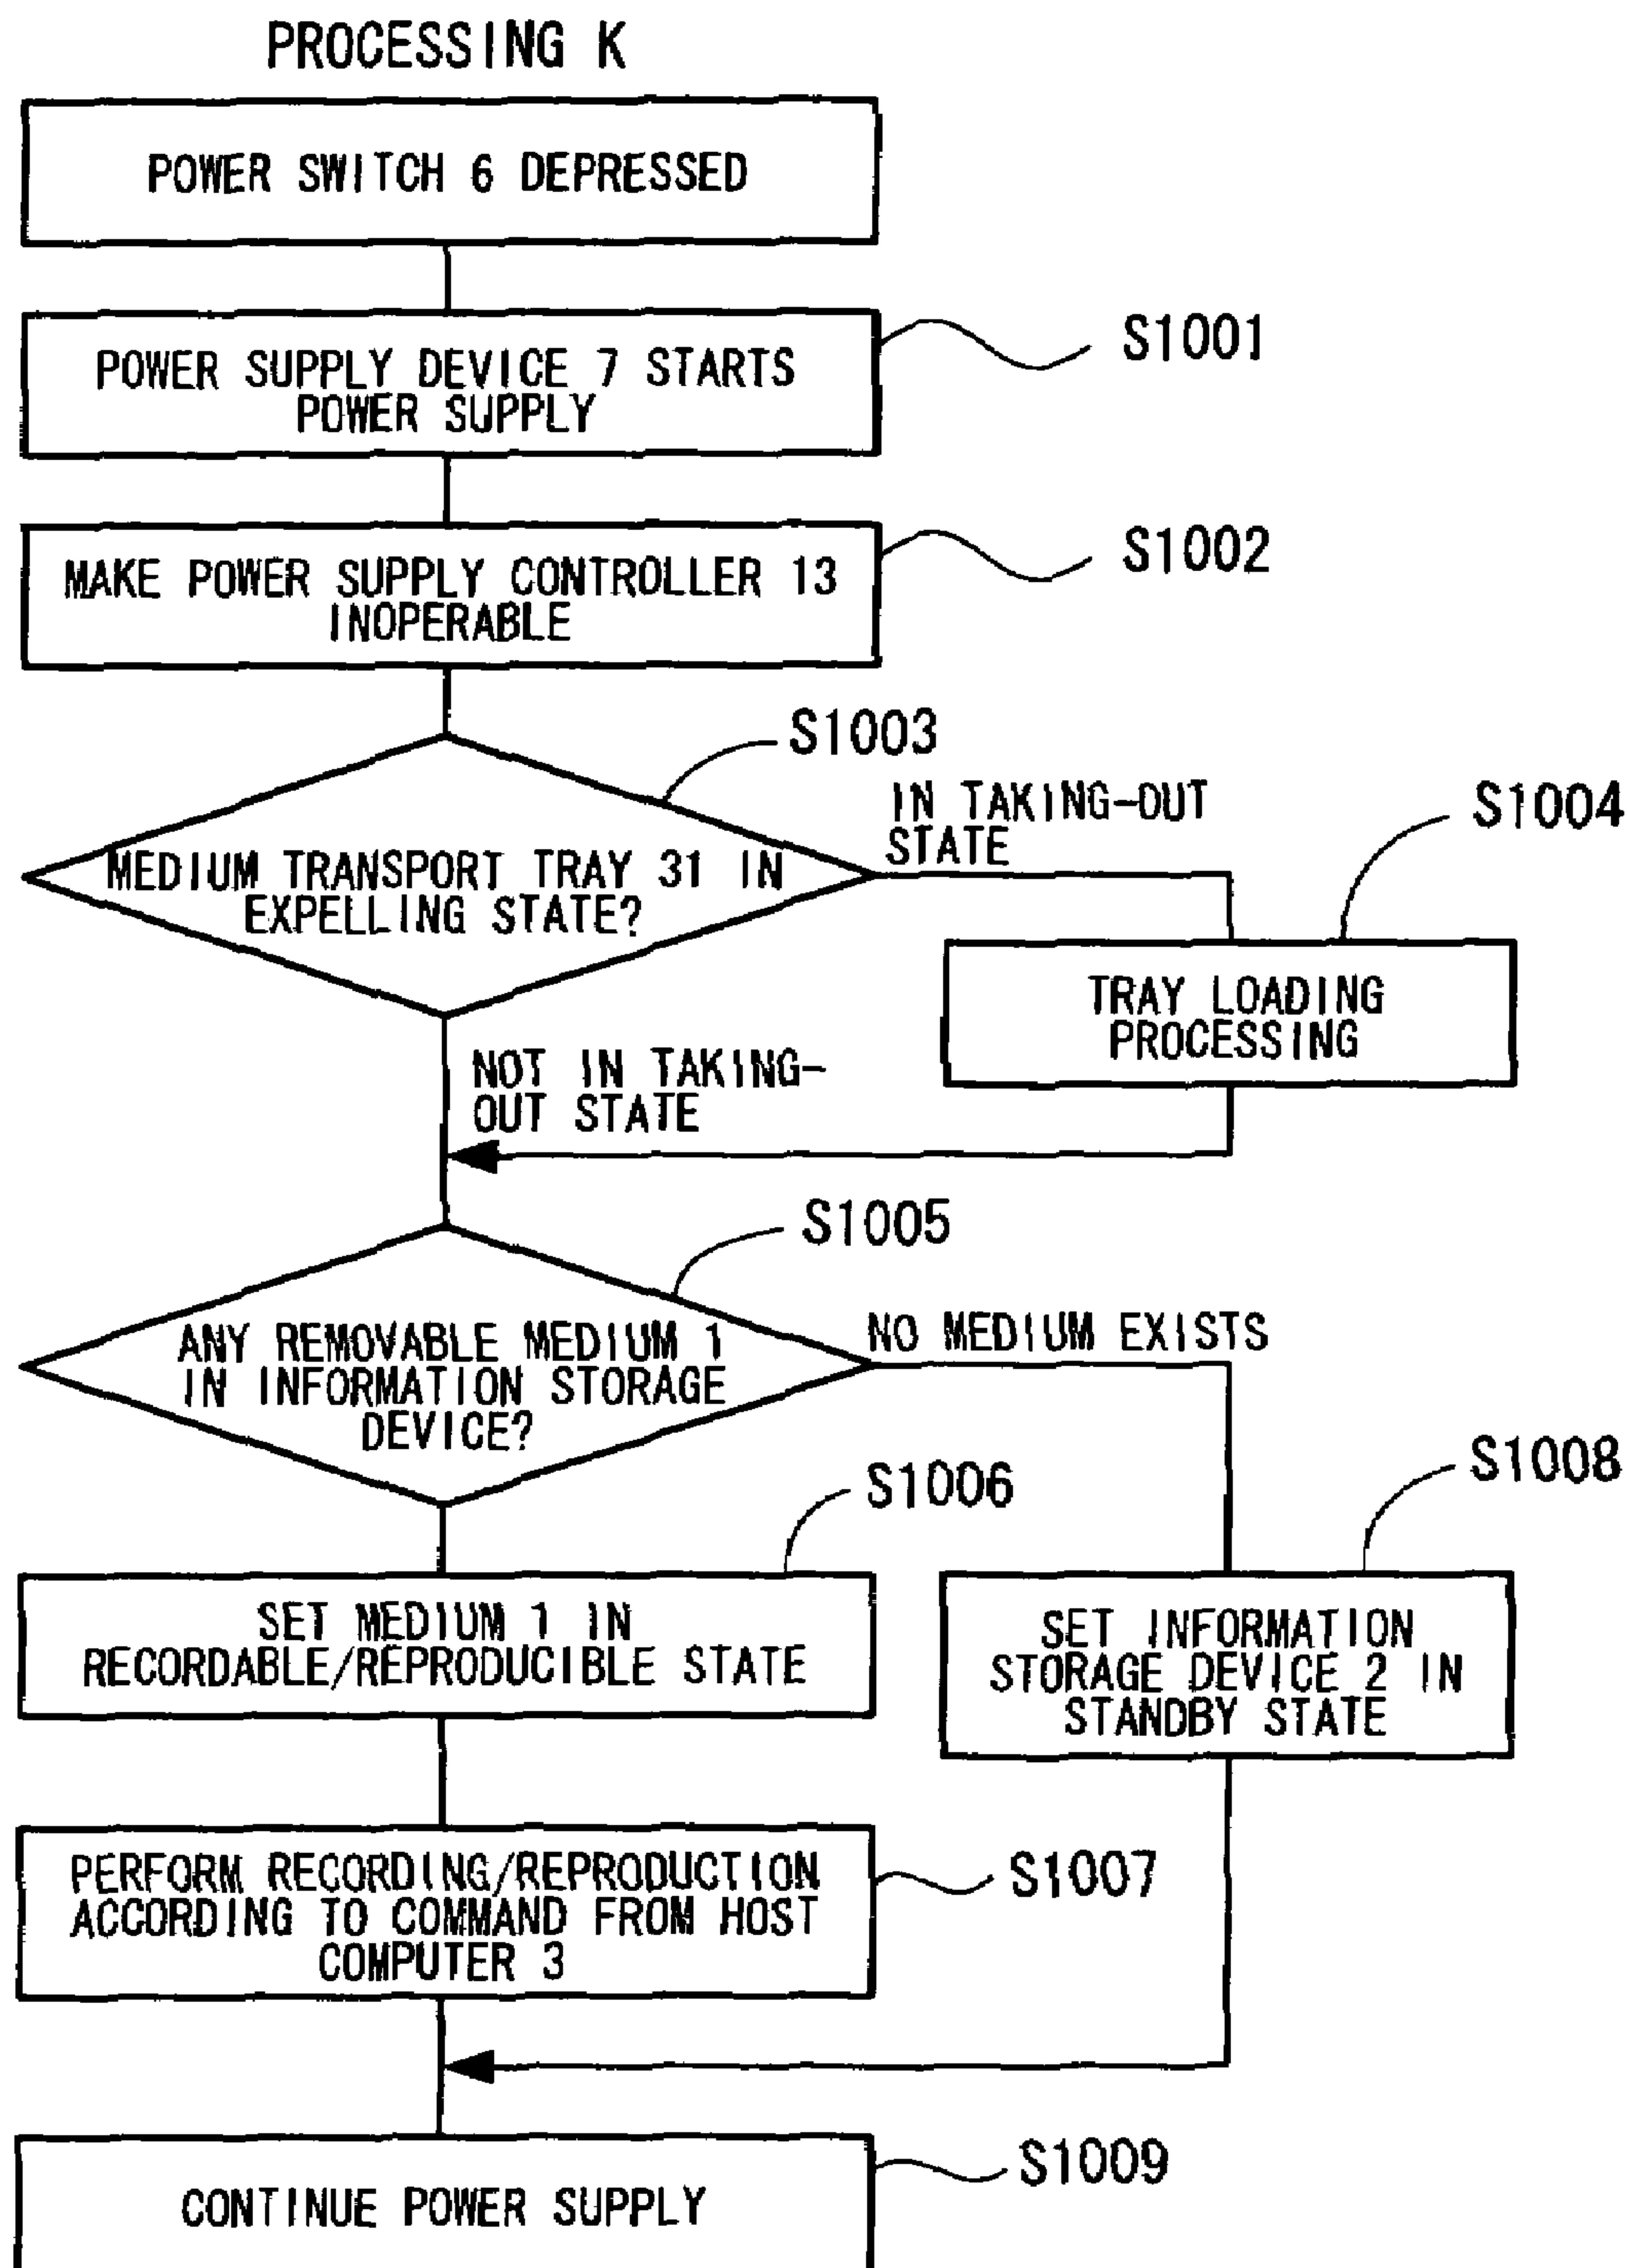 PROCESSING K
POWER SWITCH 6 DEPRESSED
POWER SUPPLY DEVICE 7 STARTS
POWER SUPPLY
S1001
MAKE POWER SUPPLY CONTROLLER 13
INOPERABLE
S1002
MEDIUM TRANSPORT TRAY 31 IN
EXPELLING STATE?
S1003
IN TAKING-OUT
STATE
S1004
TRAY LOADING
PROCESSING
NOT IN TAKING-
OUT STATE
S1005
ANY REMOVABLE MEDIUM 1
IN INFORMATION STORAGE
DEVICE?
NO MEDIUM EXISTS
S1006
SET MEDIUM 1 IN
RECORDABLE/REPRODUCIBLE STATE
S1008
SET INFORMATION
STORAGE DEVICE 2 IN
STANDBY STATE
PERFORM RECORDING/REPRODUCTION
ACCORDING TO COMMAND FROM HOST
COMPUTER 3
S1007
CONTINUE POWER SUPPLY
S1009